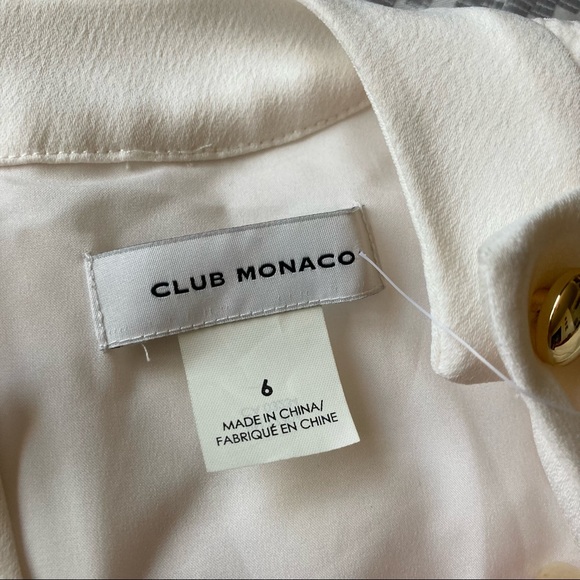 CLUB MONACO
6
MADE IN CHINA/
FABRIQUÉ EN CHINE